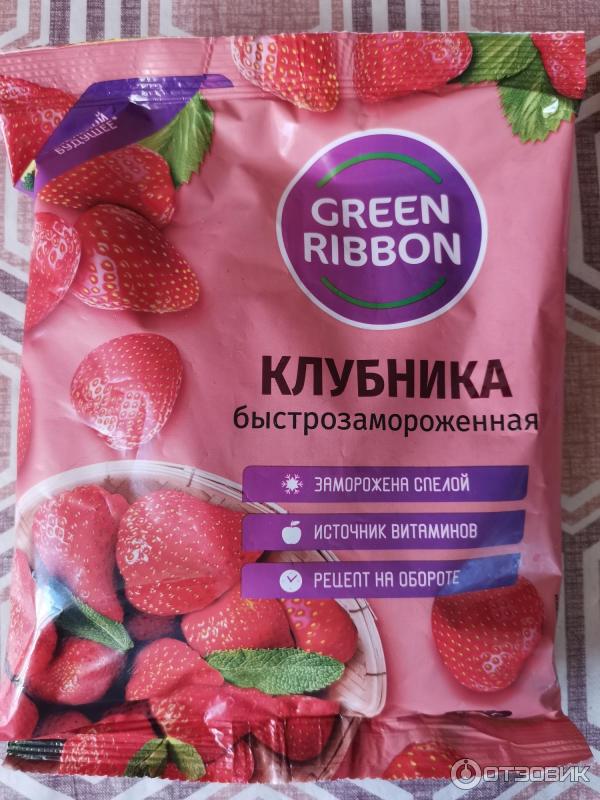 GREEN
RIBBON
КЛУБНИКА
быстрозамороженная
ЗАМОРОЖЕНА СПЕЛОЙ
ИСТОЧНИК ВИТАМИНОВ
РЕЦЕПТ НА ОБОРОТЕ
ОТЗОВИК